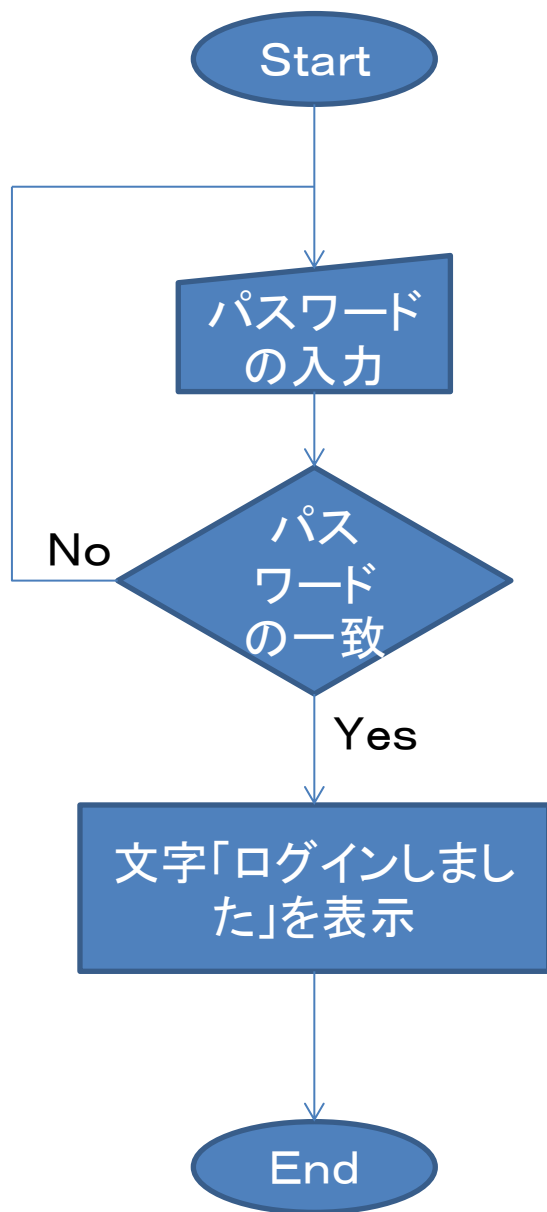 Start
パスワード
の入力
パス
ワード
の一致
No
Yes
文字「ログインしまし
た」を表示
End